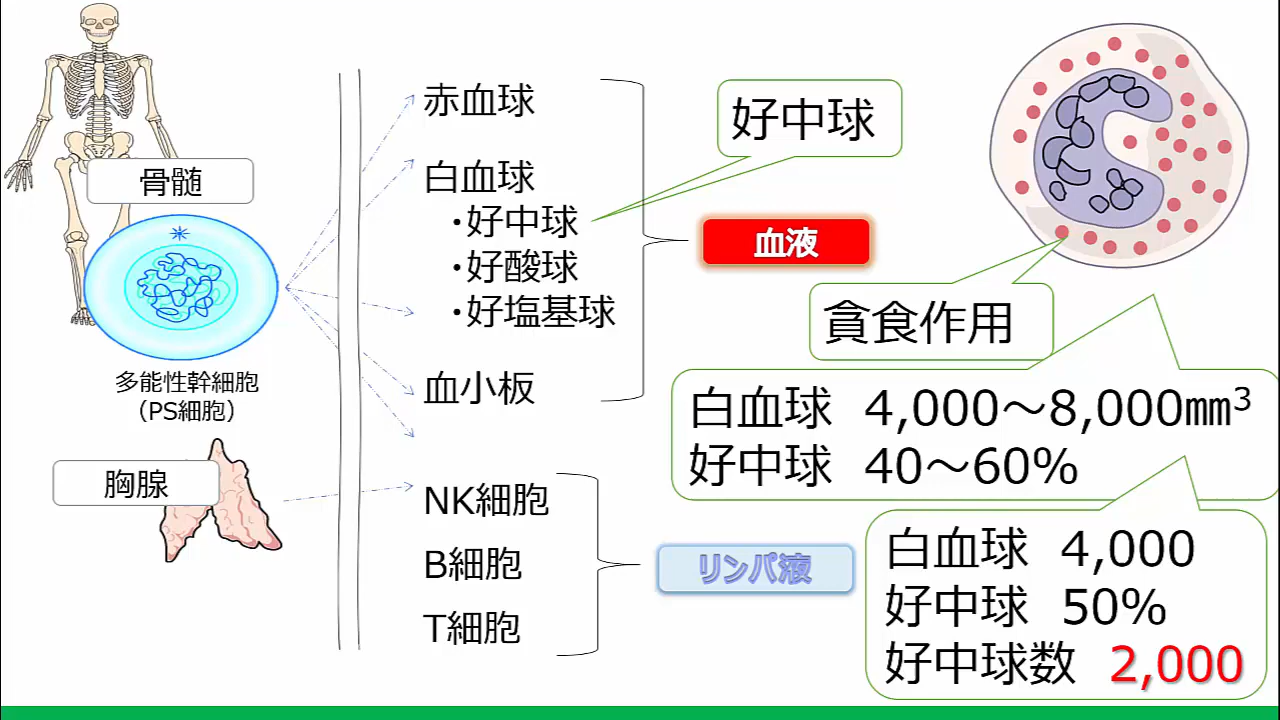 骨髄
多能性幹細胞
（PS細胞）
胸腺
赤血球
白血球
・好中球
・好酸球
・好塩基球
血小板
NK細胞
B細胞
T細胞
好中球
血液
リンパ液
貪食作用
白血球 4,000～8,000㎜³
好中球 40～60%
白血球 4,000
好中球 50%
好中球数 2,000